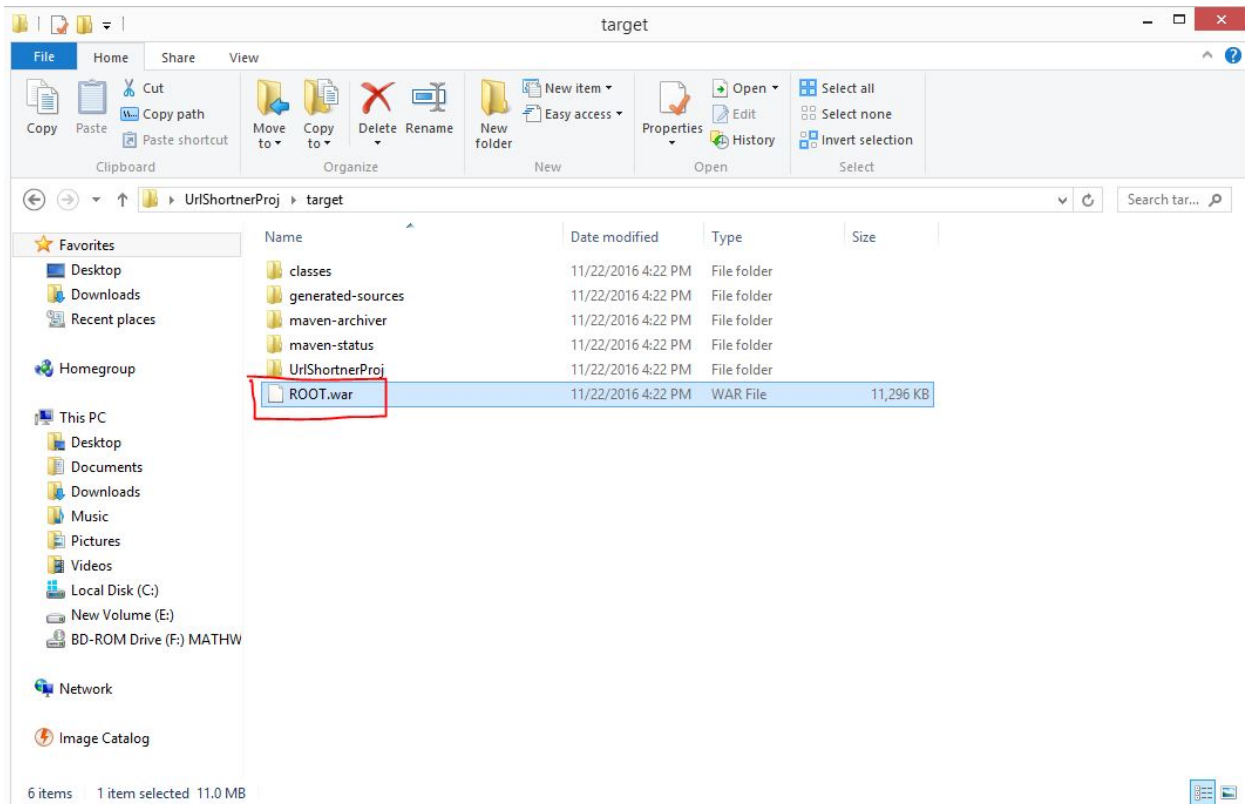 target
File Home Share View
Copy
Paste
Cut
Copy path
Paste shortcut
Clipboard
Move to
Copy to
Delete
Rename
Organize
New folder
New item
Easy access
New
Properties
Open
Edit
History
Open
Select all
Select none
Invert selection
Select
UrlShortnerProj target
Search tar...
Favorites
Desktop
Downloads
Recent places
Homegroup
This PC
Desktop
Documents
Downloads
Music
Pictures
Videos
Local Disk (C:)
New Volume (E:)
BD-ROM Drive (F:) MATHW
Network
Image Catalog
Name Date modified Type Size
classes 11/22/2016 4:22 PM File folder
generated-sources 11/22/2016 4:22 PM File folder
maven-archiver 11/22/2016 4:22 PM File folder
maven-status 11/22/2016 4:22 PM File folder
UrlShortnerProj 11/22/2016 4:22 PM File folder
ROOT.war 11/22/2016 4:22 PM WAR File 11,296 KB
6 items 1 item selected 11.0 MB